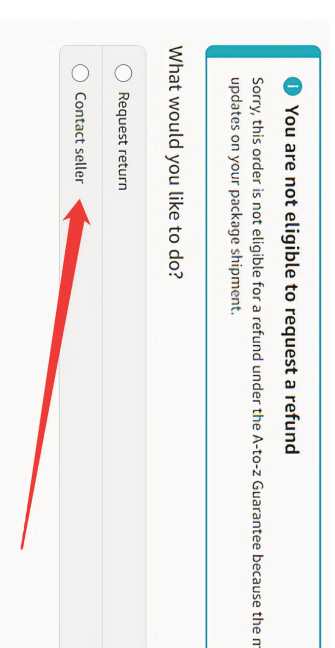 You are not eligible to request a refund
Sorry, this order is not eligible for a refund under the A-to-z Guarantee because the
updates on your package shipment.
What would you like to do?
Request return
Contact seller